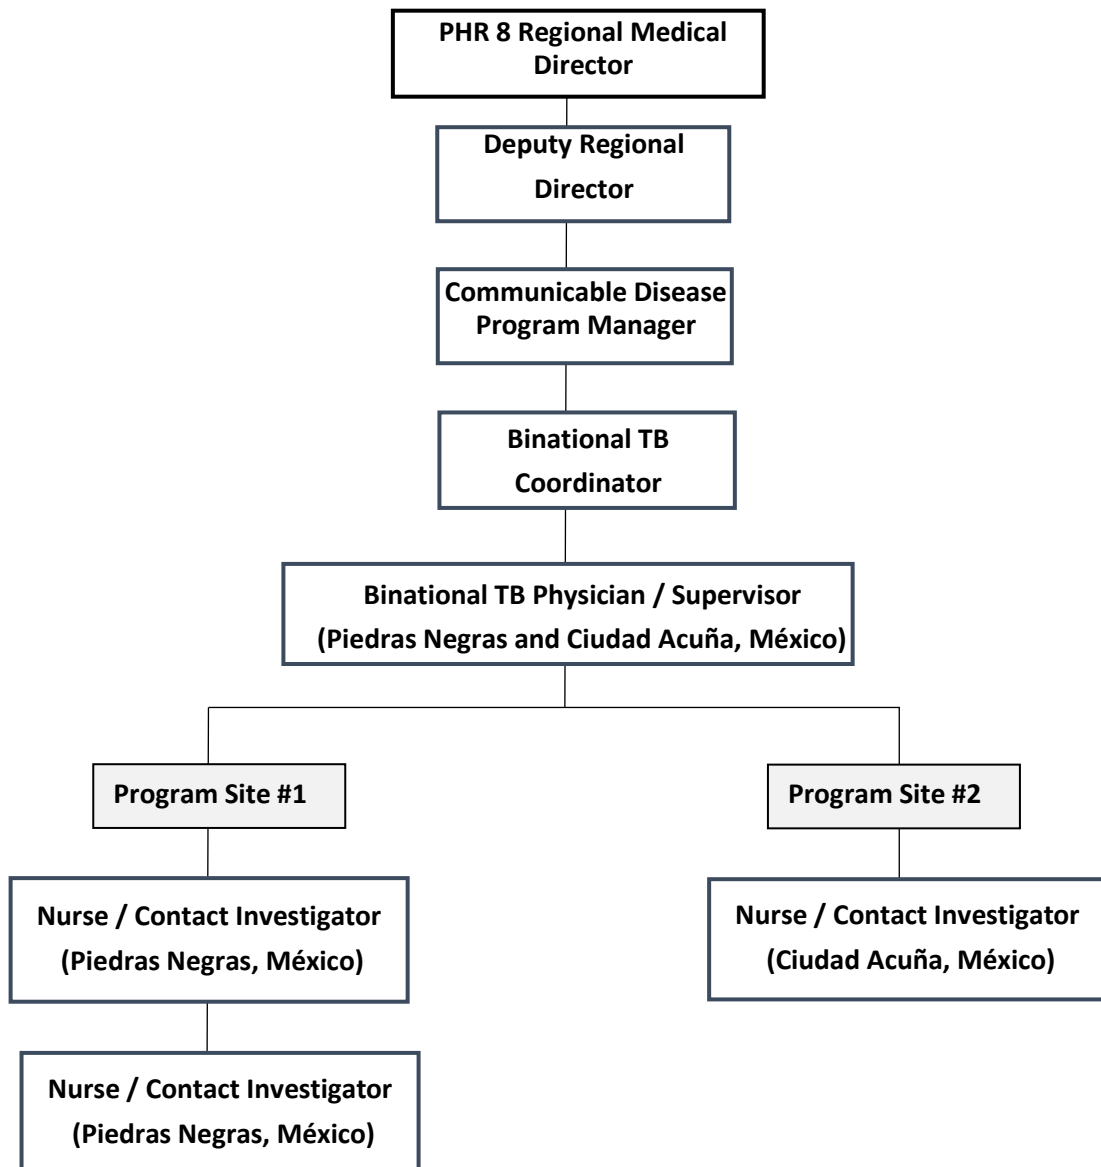 PHR 8 Regional Medical
Director
Deputy Regional
Director
Communicable Disease
Program Manager
Binational TB
Coordinator
Binational TB Physician / Supervisor
(Piedras Negras and Ciudad Acuña, México)
Program Site #1
Program Site #2
Nurse / Contact Investigator
(Piedras Negras, México)
Nurse / Contact Investigator
(Ciudad Acuña, México)
Nurse / Contact Investigator
(Piedras Negras, México)